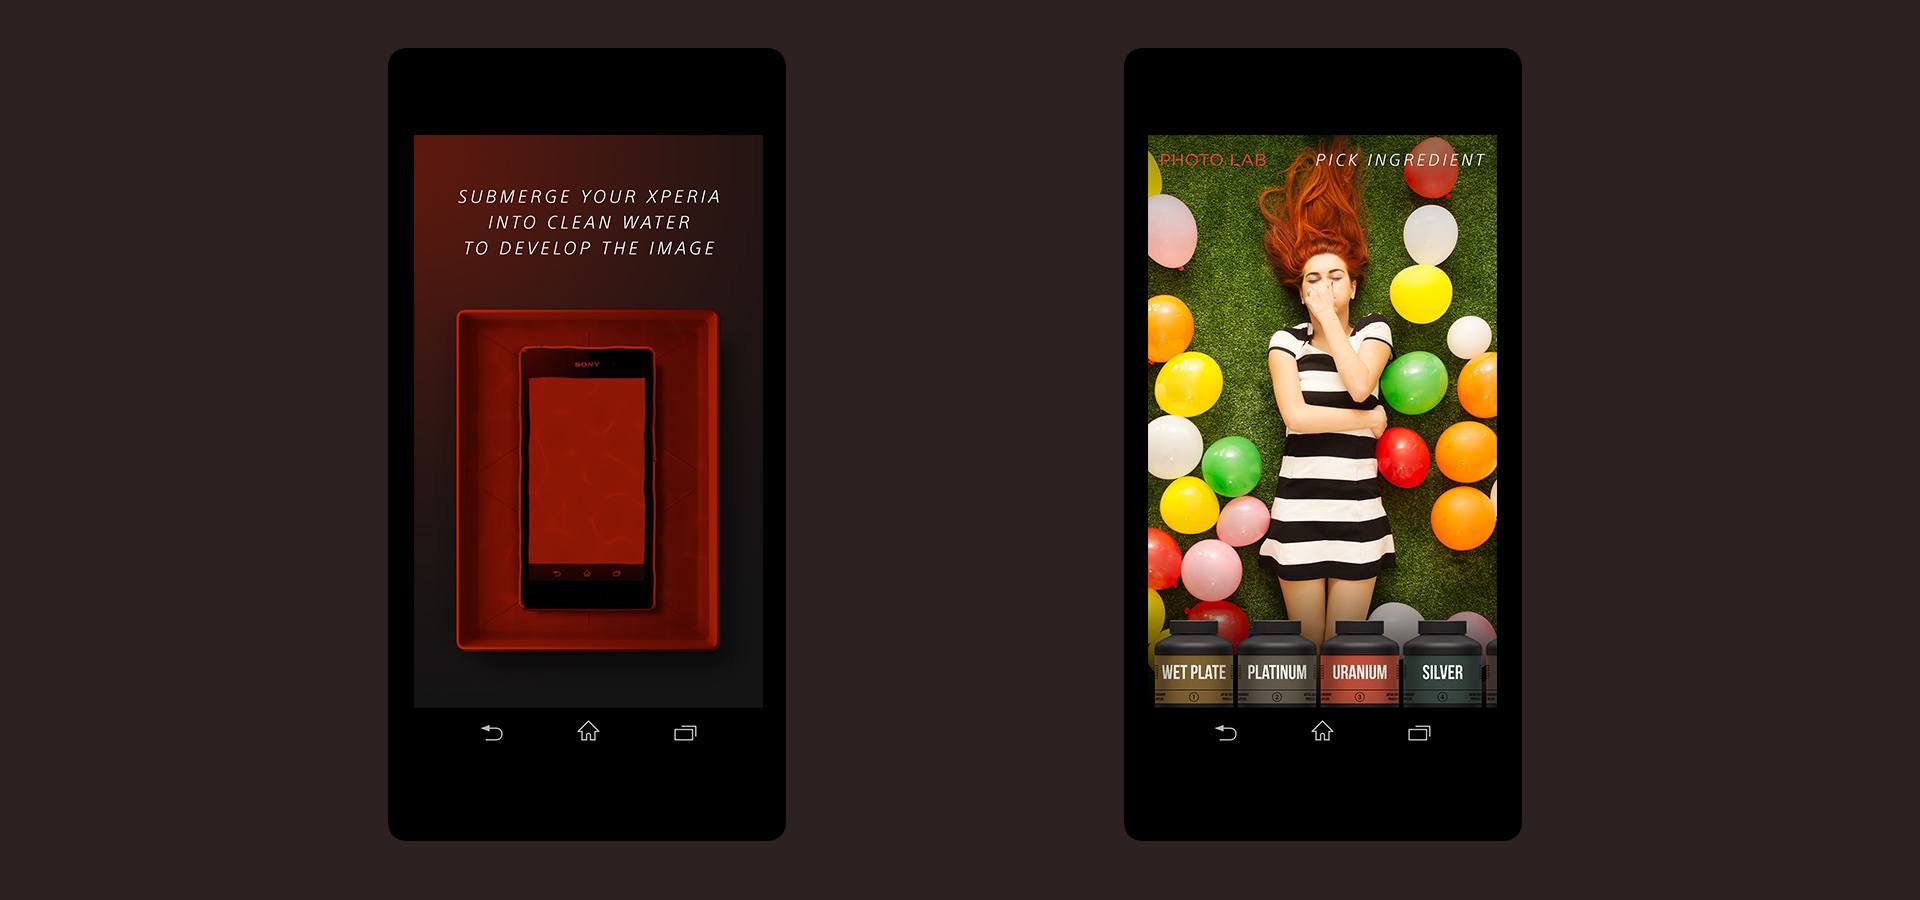 SUBMERGE YOUR XPERIA
INTO CLEAN WATER
TO DEVELOP THE IMAGE
SONY
PHOTO LAB
PICK INGREDIENT
WET PLATE
1
PLATINUM
2
URANIUM
3
SILVER
4